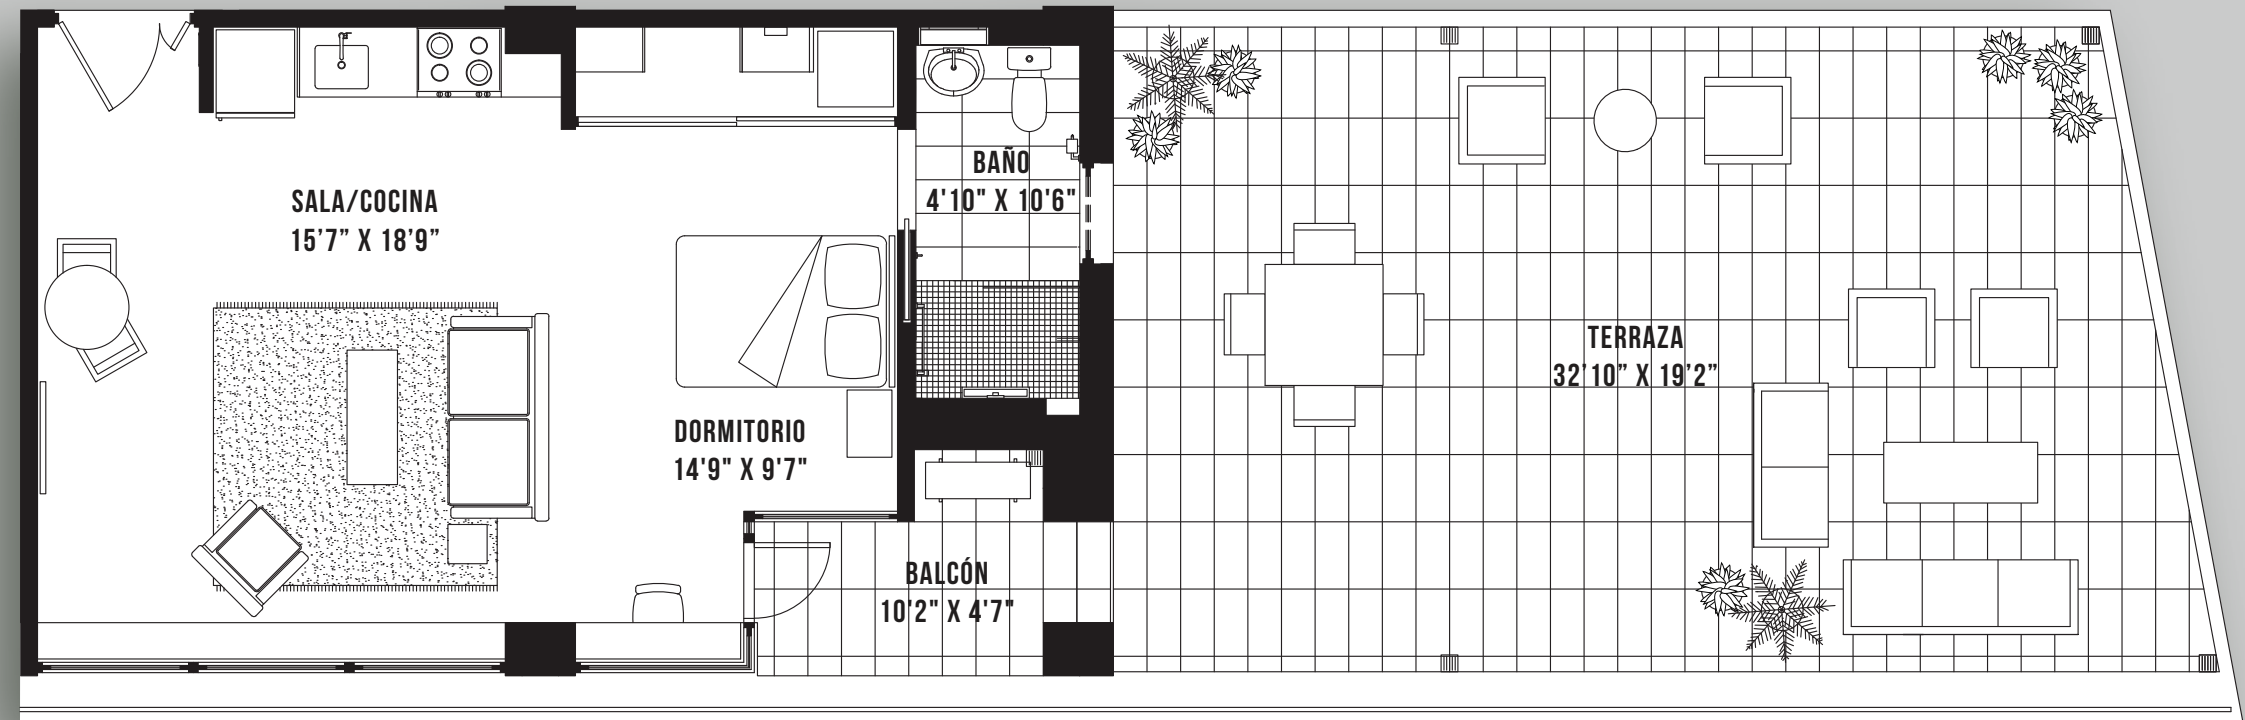 SALA/COCINA
15'7” X 18’9”
BAÑO
4'10" X 10'6"
TERRAZA
32’10” X 19’2”
DORMITORIO
14'9" X 9'7"
BALCÓN
10'2" X 4'7"